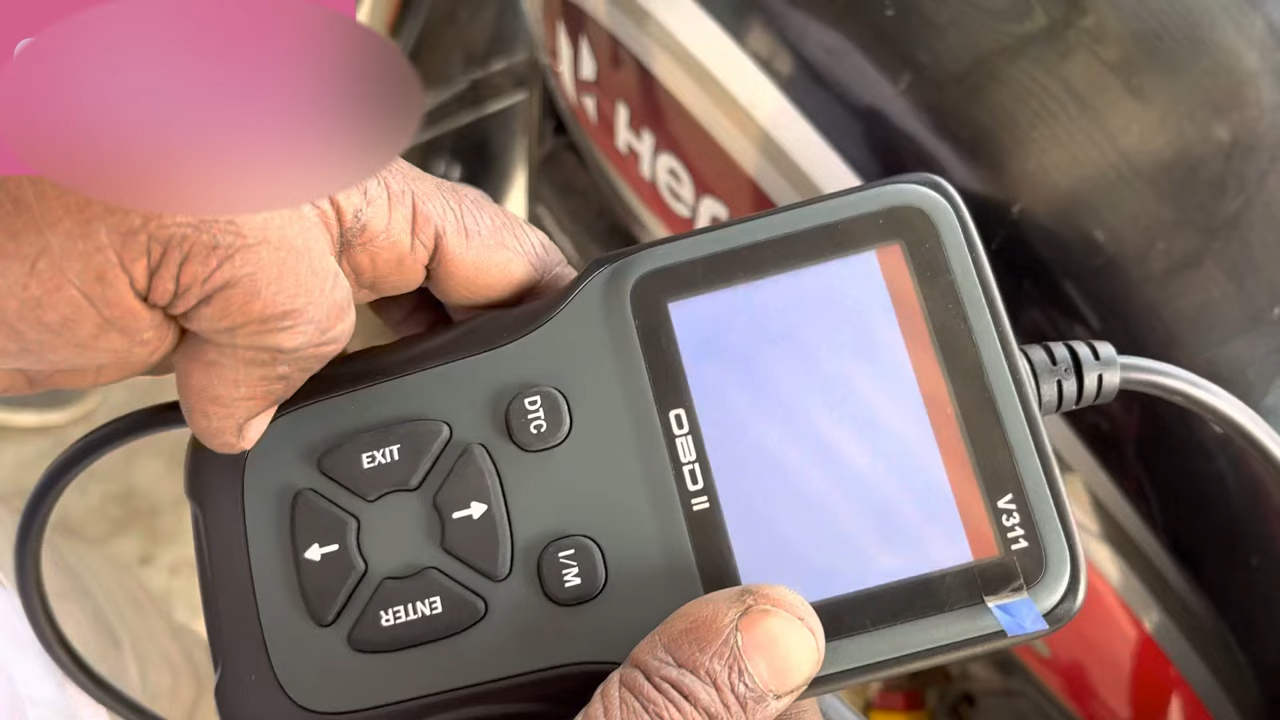 Her
V311
OBD II
DTC
I/M
EXIT
ENTER